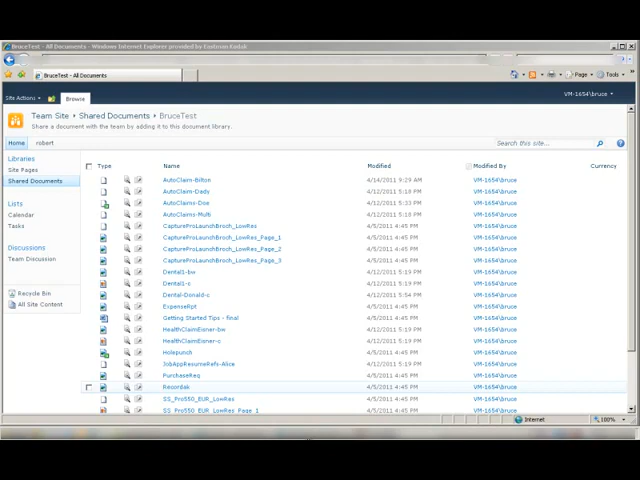 BruceTest - All Documents - Windows Internet Explorer provided by Eastman Kodak
BruceTest - All Documents
Page
Tools
Site Actions
Browse
VM-1654\bruce
Team Site Shared Documents BruceTest
Share a document with the team by adding it to this document library.
Home robert
Search this site...
Libraries
Site Pages
Shared Documents
Lists
Calendar
Tasks
Discussions
Team Discussion
Recycle Bin
All Site Content
Type Name Modified Modified By Currency
AutoClaim-Bilton 4/14/2011 9:29 AM VM-1654\bruce
AutoClaim-Dady 4/12/2011 5:18 PM VM-1654\bruce
AutoClaims-Doe 4/12/2011 5:33 PM VM-1654\bruce
AutoClaims-Multi 4/12/2011 5:18 PM VM-1654\bruce
CaptureProLaunchBroch_LowRes 4/5/2011 4:45 PM VM-1654\bruce
CaptureProLaunchBroch_LowRes_Page_1 4/5/2011 4:45 PM VM-1654\bruce
CaptureProLaunchBroch_LowRes_Page_2 4/5/2011 4:45 PM VM-1654\bruce
CaptureProLaunchBroch_LowRes_Page_3 4/5/2011 4:45 PM VM-1654\bruce
Dental1-bw 4/12/2011 5:19 PM VM-1654\bruce
Dental1-c 4/12/2011 5:19 PM VM-1654\bruce
Dental-Donald-c 4/12/2011 5:54 PM VM-1654\bruce
ExpenseRpt 4/5/2011 4:45 PM VM-1654\bruce
Getting Started Tips - final 4/5/2011 4:45 PM VM-1654\bruce
HealthClaimEisner-bw 4/12/2011 5:19 PM VM-1654\bruce
HealthClaimEisner-c 4/12/2011 5:19 PM VM-1654\bruce
Holepunch 4/5/2011 4:45 PM VM-1654\bruce
JobAppResumeRefs-Alice 4/12/2011 5:19 PM VM-1654\bruce
PurchaseReq 4/5/2011 4:45 PM VM-1654\bruce
Recordak 4/5/2011 4:45 PM VM-1654\bruce
SS_Pro550_EUR_LowRes 4/5/2011 4:45 PM VM-1654\bruce
SS_Pro550_EUR_LowRes_Page_1 4/5/2011 4:45 PM VM-1654\bruce
Internet 100%